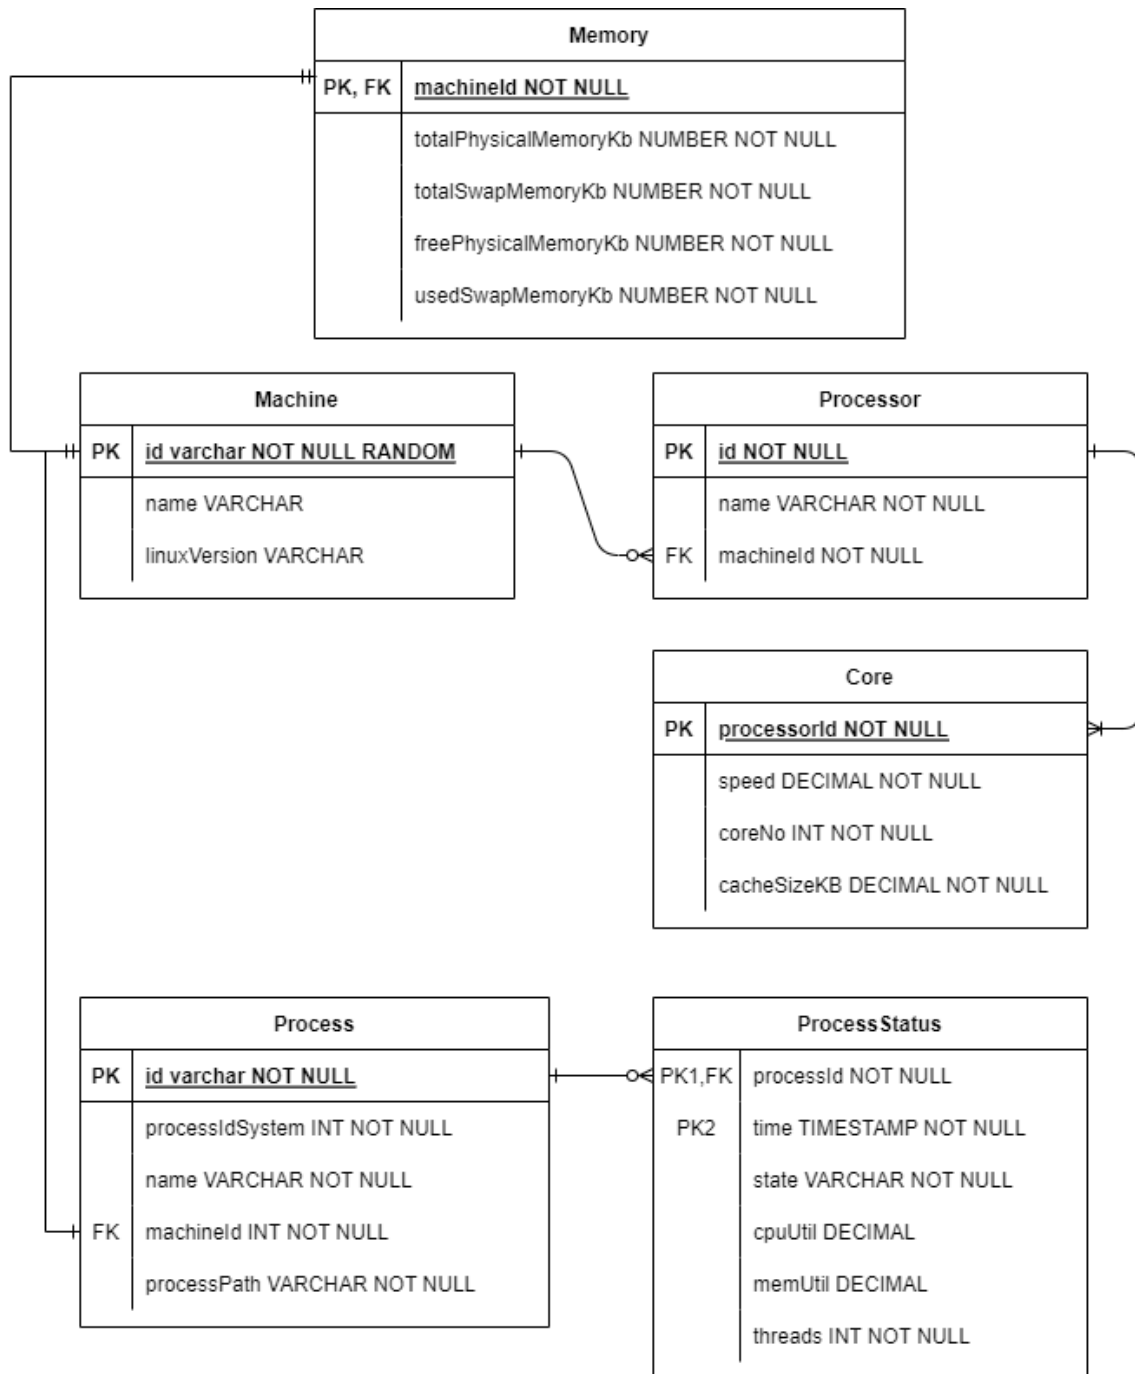 Memory
PK, FK machineId NOT NULL
totalPhysicalMemoryKb NUMBER NOT NULL
totalSwapMemoryKb NUMBER NOT NULL
freePhysicalMemoryKb NUMBER NOT NULL
usedSwapMemoryKb NUMBER NOT NULL
Machine
PK id varchar NOT NULL RANDOM
name VARCHAR
linuxVersion VARCHAR
Processor
PK id NOT NULL
name VARCHAR NOT NULL
FK machineId NOT NULL
Core
PK processorId NOT NULL
speed DECIMAL NOT NULL
coreNo INT NOT NULL
cacheSizeKB DECIMAL NOT NULL
Process
PK id varchar NOT NULL
processIdSystem INT NOT NULL
name VARCHAR NOT NULL
FK machineId INT NOT NULL
processPath VARCHAR NOT NULL
ProcessStatus
PK1,FK processId NOT NULL
PK2 time TIMESTAMP NOT NULL
state VARCHAR NOT NULL
cpuUtil DECIMAL
memUtil DECIMAL
threads INT NOT NULL